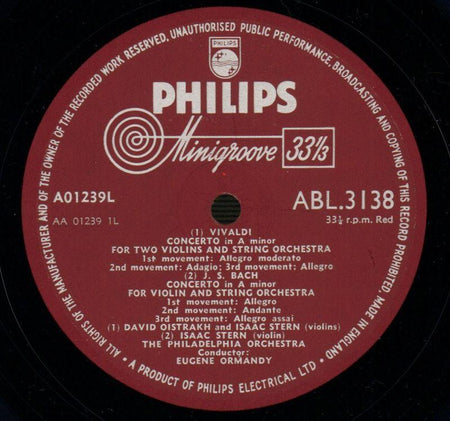 ALL RIGHTS OF THE MANUFACTURER AND OF THE OWNER OF THE RECORDED WORK RESERVED. UNAUTHORISED PUBLIC PERFORMANCE, BROADCASTING AND COPYING OF THIS RECORD PROHIBITED MADE IN ENGLAND.
PHILIPS
PHILIPS
Minigroove 33⅓
A01239L
ABL.3138
AA 01239 1L
33⅓ r.p.m. Red
(1) VIVALDI
CONCERTO in A minor
FOR TWO VIOLINS AND STRING ORCHESTRA
1st movement: Allegro moderato
2nd movement: Adagio; 3rd movement: Allegro
(2) J. S. BACH
CONCERTO in A minor
FOR VIOLIN AND STRING ORCHESTRA
1st movement: Allegro
2nd movement: Andante
3rd movement: Allegro assai
(1) DAVID OISTRAKH and ISAAC STERN (violins)
(2) ISAAC STERN (violin)
THE PHILADELPHIA ORCHESTRA
Conductor:
EUGENE ORMANDY
• A PRODUCT OF PHILIPS ELECTRICAL LTD •